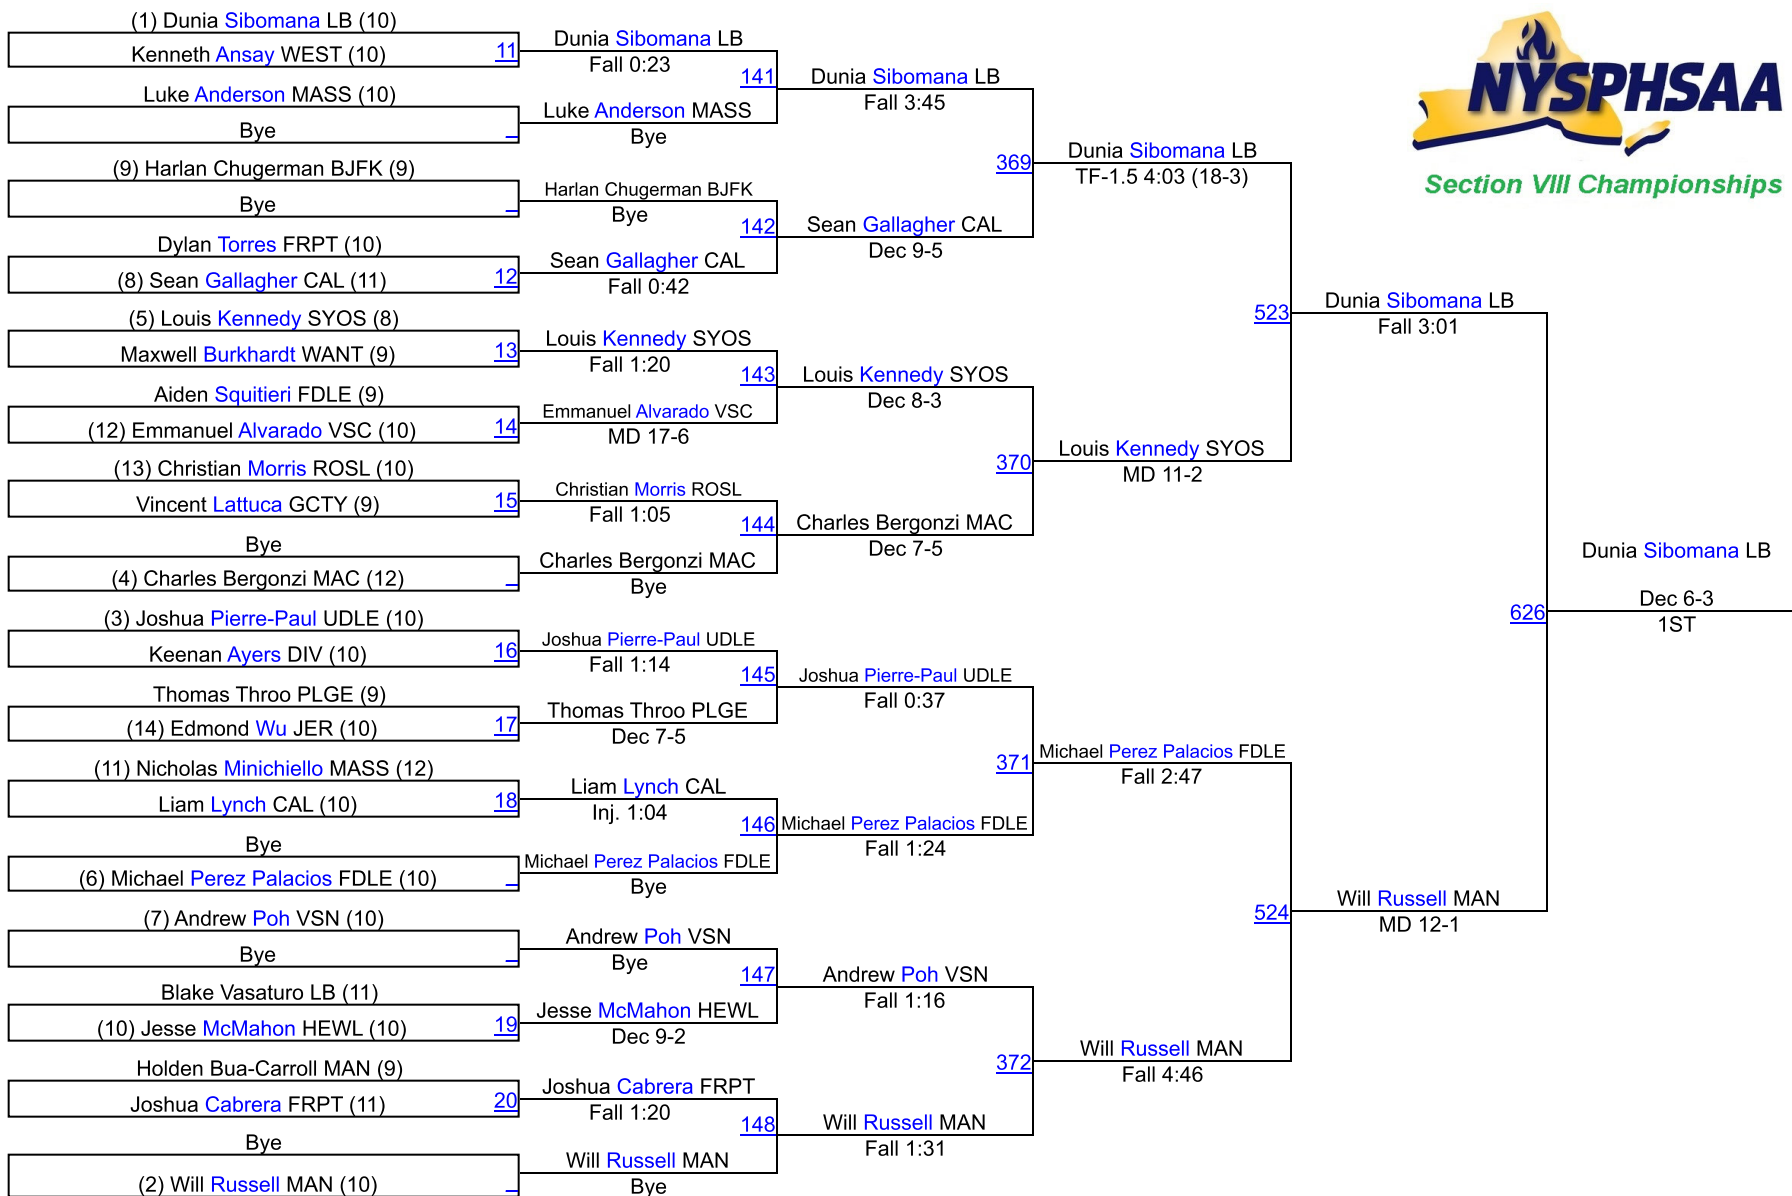 (1) Dunia Sibomana LB (10)
Kenneth Ansay WEST (10)
11
Luke Anderson MASS (10)
Bye
(9) Harlan Chugerman BJFK (9)
Bye
Dylan Torres FRPT (10)
(8) Sean Gallagher CAL (11)
12
(5) Louis Kennedy SYOS (8)
Maxwell Burkhardt WANT (9)
13
Aiden Squitieri FDLE (9)
(12) Emmanuel Alvarado VSC (10)
14
(13) Christian Morris ROSL (10)
Vincent Lattuca GCTY (9)
15
Bye
(4) Charles Bergonzi MAC (12)
(3) Joshua Pierre-Paul UDLE (10)
Keenan Ayers DIV (10)
16
Thomas Throo PLGE (9)
(14) Edmond Wu JER (10)
17
(11) Nicholas Minichiello MASS (12)
Liam Lynch CAL (10)
18
Bye
(6) Michael Perez Palacios FDLE (10)
(7) Andrew Poh VSN (10)
Bye
Blake Vasaturo LB (11)
(10) Jesse McMahon HEWL (10)
19
Holden Bua-Carroll MAN (9)
Joshua Cabrera FRPT (11)
20
Bye
(2) Will Russell MAN (10)
Dunia Sibomana LB
Fall 0:23
141
Luke Anderson MASS
Bye
Harlan Chugerman BJFK
Bye
142
Sean Gallagher CAL
Fall 0:42
Louis Kennedy SYOS
Fall 1:20
143
Emmanuel Alvarado VSC
MD 17-6
Christian Morris ROSL
Fall 1:05
144
Charles Bergonzi MAC
Bye
Joshua Pierre-Paul UDLE
Fall 1:14
145
Thomas Throo PLGE
Dec 7-5
Liam Lynch CAL
Inj. 1:04
146
Michael Perez Palacios FDLE
Bye
Andrew Poh VSN
Bye
147
Jesse McMahon HEWL
Dec 9-2
Joshua Cabrera FRPT
Fall 1:20
148
Will Russell MAN
Bye
Dunia Sibomana LB
Fall 3:45
369
Sean Gallagher CAL
Dec 9-5
Louis Kennedy SYOS
Dec 8-3
370
Charles Bergonzi MAC
Dec 7-5
Joshua Pierre-Paul UDLE
Fall 0:37
371
Michael Perez Palacios FDLE
Fall 1:24
Andrew Poh VSN
Fall 1:16
372
Will Russell MAN
Fall 1:31
Dunia Sibomana LB
TF-1.5 4:03 (18-3)
523
Louis Kennedy SYOS
MD 11-2
Michael Perez Palacios FDLE
Fall 2:47
524
Will Russell MAN
Fall 4:46
Dunia Sibomana LB
Fall 3:01
626
Will Russell MAN
MD 12-1
Dunia Sibomana LB
Dec 6-3
1ST
NYSPHSAA
Section VIII Championships